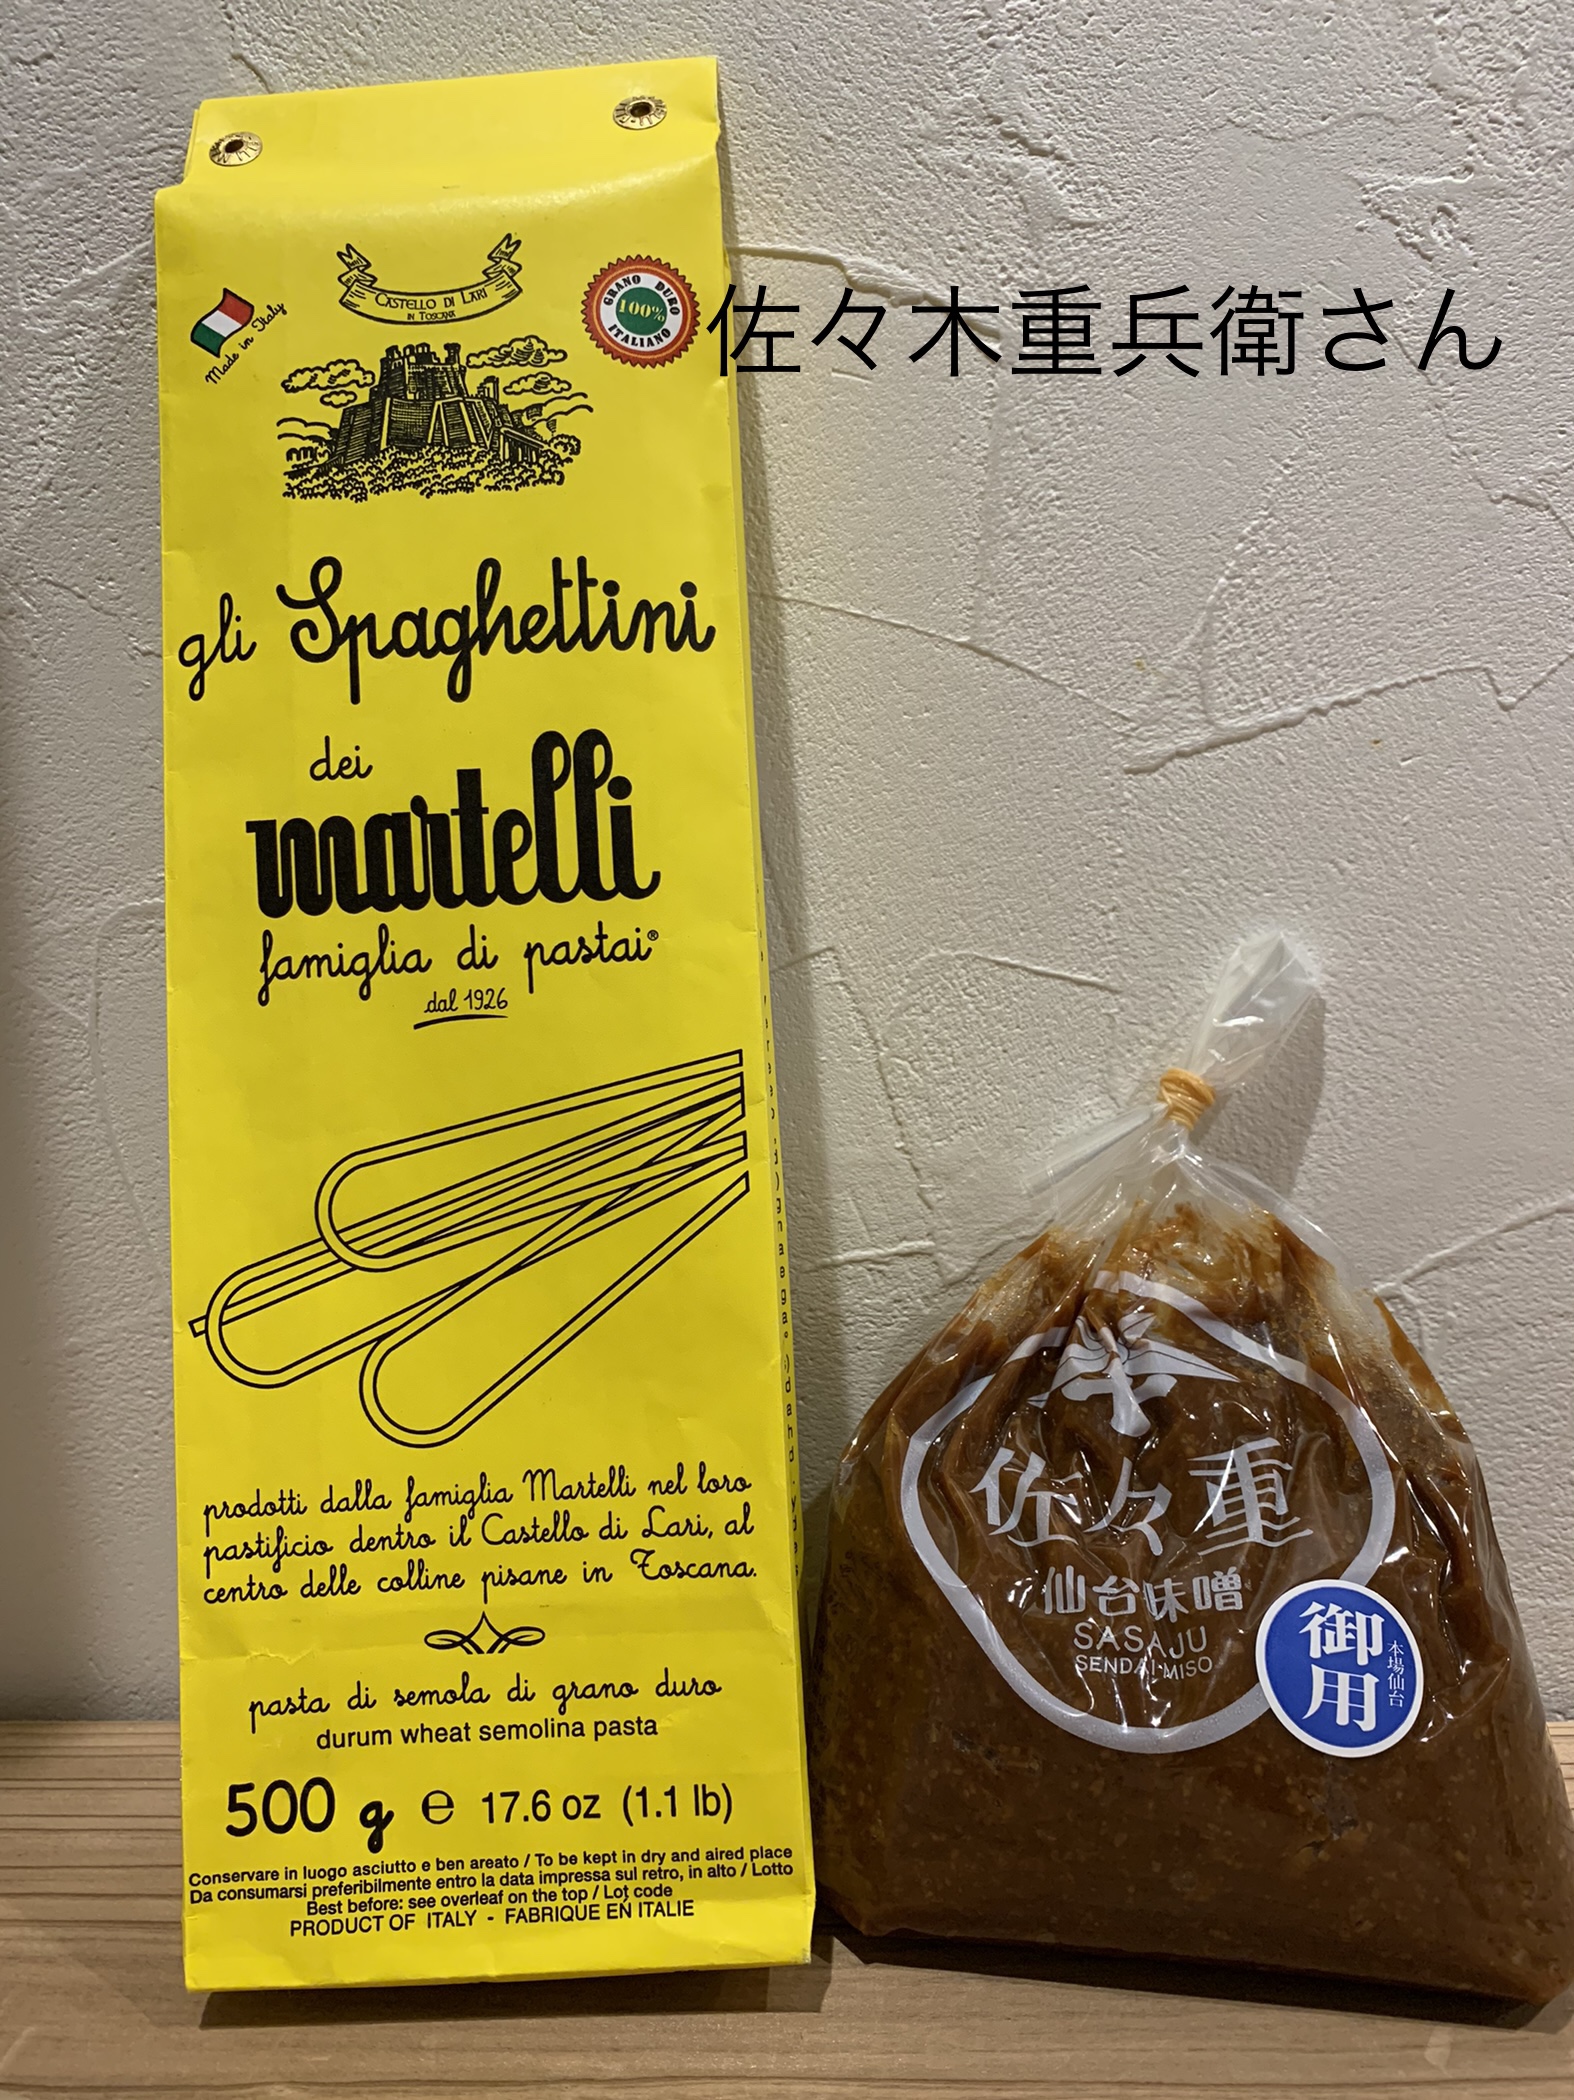 CASTELLO DI LARI
IN TOSCANA
Made in Italy
GRANO DURO
100%
ITALIANO
佐々木重兵衛さん
gli Spaghettini
dei
martelli
famiglia di pastai®
dal 1926
prodotti dalla famiglia Martelli nel loro
pastificio dentro il Castello di Lari, al
centro delle colline pisane in Toscana.
pasta di semola di grano duro
durum wheat semolina pasta
500 g ℮ 17.6 oz (1.1 lb)
Conservare in luogo asciutto e ben areato / To be kept in dry and aired place
Da consumarsi preferibilmente entro la data impressa sul retro, in alto / Lotto
Best before: see overleaf on the top / Lot code
PRODUCT OF ITALY - FABRIQUE EN ITALIE
佐々重
仙台味噌
SASAJU
SENDAI MISO
本場仙台
御用